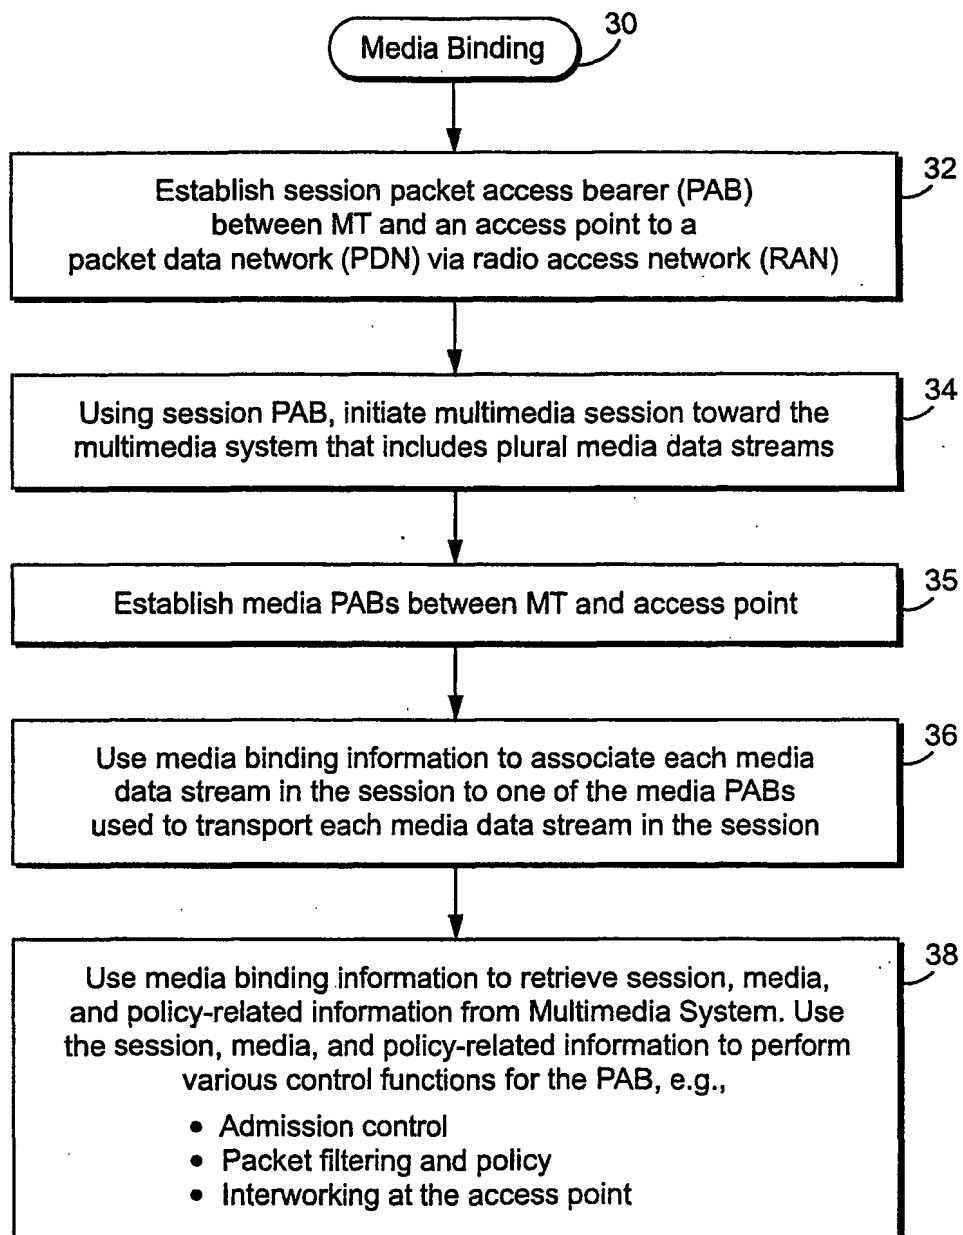 30
Media Binding
32
Establish session packet access bearer (PAB)
between MT and an access point to a
packet data network (PDN) via radio access network (RAN)
34
Using session PAB, initiate multimedia session toward the
multimedia system that includes plural media data streams
35
Establish media PABs between MT and access point
36
Use media binding information to associate each media
data stream in the session to one of the media PABs
used to transport each media data stream in the session
38
Use media binding information to retrieve session, media,
and policy-related information from Multimedia System. Use
the session, media, and policy-related information to perform
various control functions for the PAB, e.g.,
• Admission control
• Packet filtering and policy
• Interworking at the access point